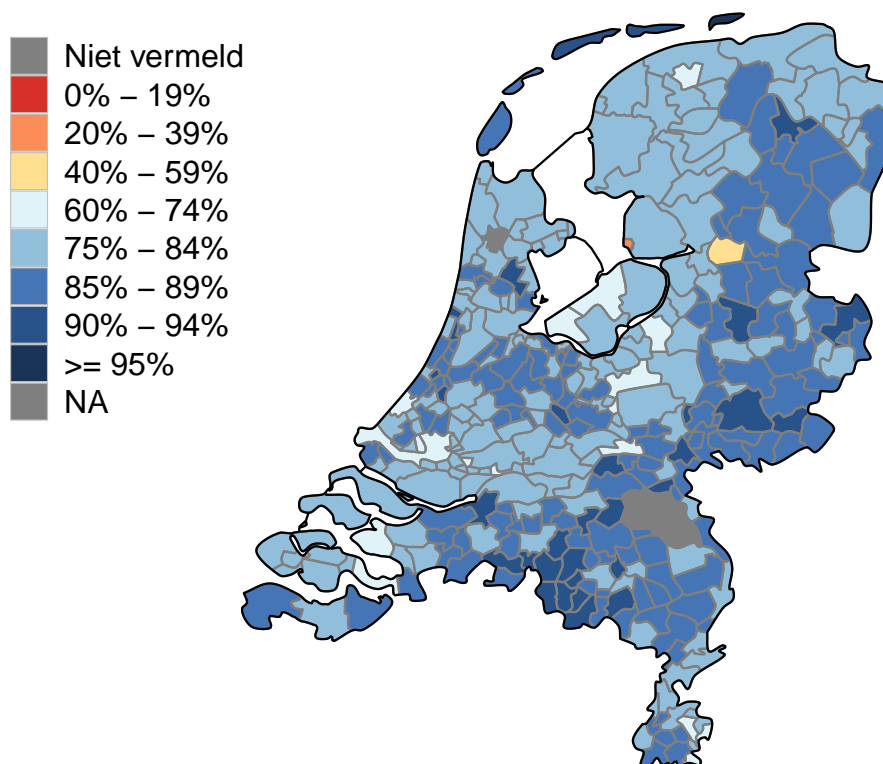 Niet vermeld
0% – 19%
20% – 39%
40% – 59%
60% – 74%
75% – 84%
85% – 89%
90% – 94%
>= 95%
NA